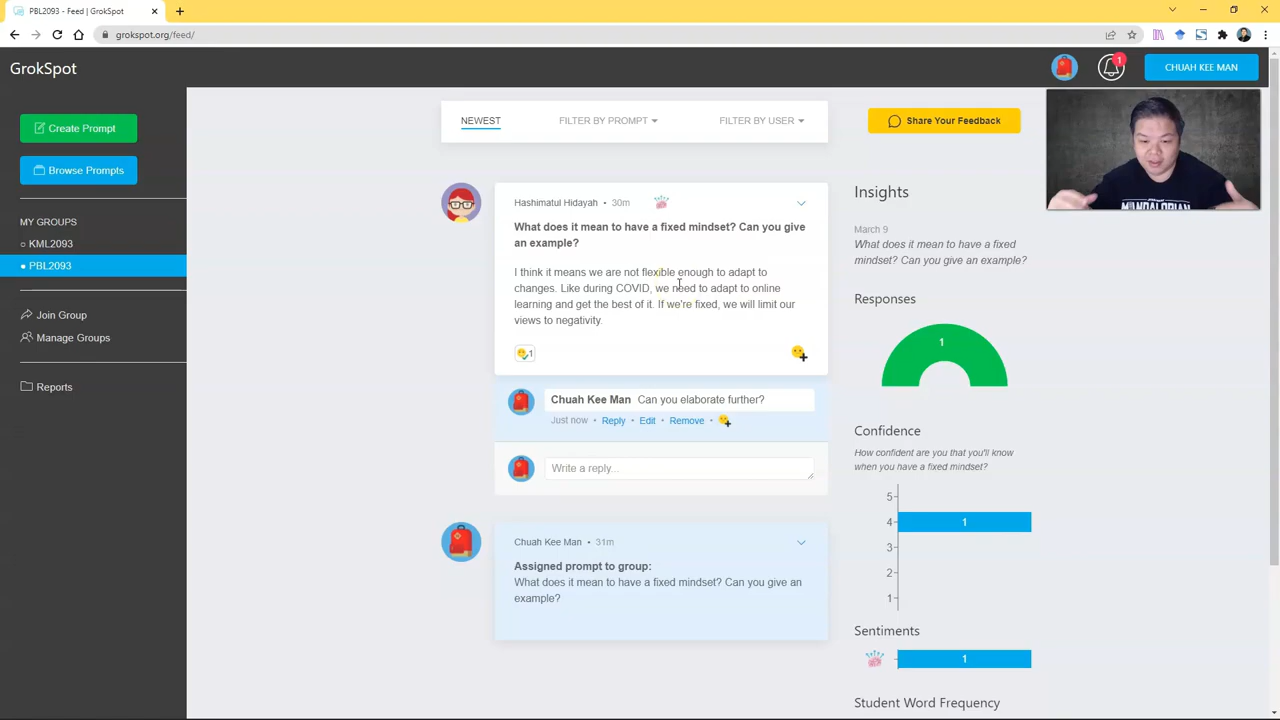 PBL2093 - Feed | GrokSpot
grokspot.org/feed/
GrokSpot
1
CHUAH KEE MAN
Create Prompt
Browse Prompts
MY GROUPS
KML2093
PBL2093
Join Group
Manage Groups
Reports
NEWEST
FILTER BY PROMPT
FILTER BY USER
Share Your Feedback
Hashimatul Hidayah • 30m
What does it mean to have a fixed mindset? Can you give
an example?
I think it means we are not flexible enough to adapt to
changes. Like during COVID, we need to adapt to online
learning and get the best of it. If we're fixed, we will limit our
views to negativity.
1
Chuah Kee Man Can you elaborate further?
Just now • Reply • Edit • Remove •
Write a reply...
Chuah Kee Man • 31m
Assigned prompt to group:
What does it mean to have a fixed mindset? Can you give an
example?
Insights
March 9
What does it mean to have a fixed
mindset? Can you give an example?
Responses
1
Confidence
How confident are you that you'll know
when you have a fixed mindset?
5
4
1
3
2
1
Sentiments
1
Student Word Frequency
MANDALORIAN